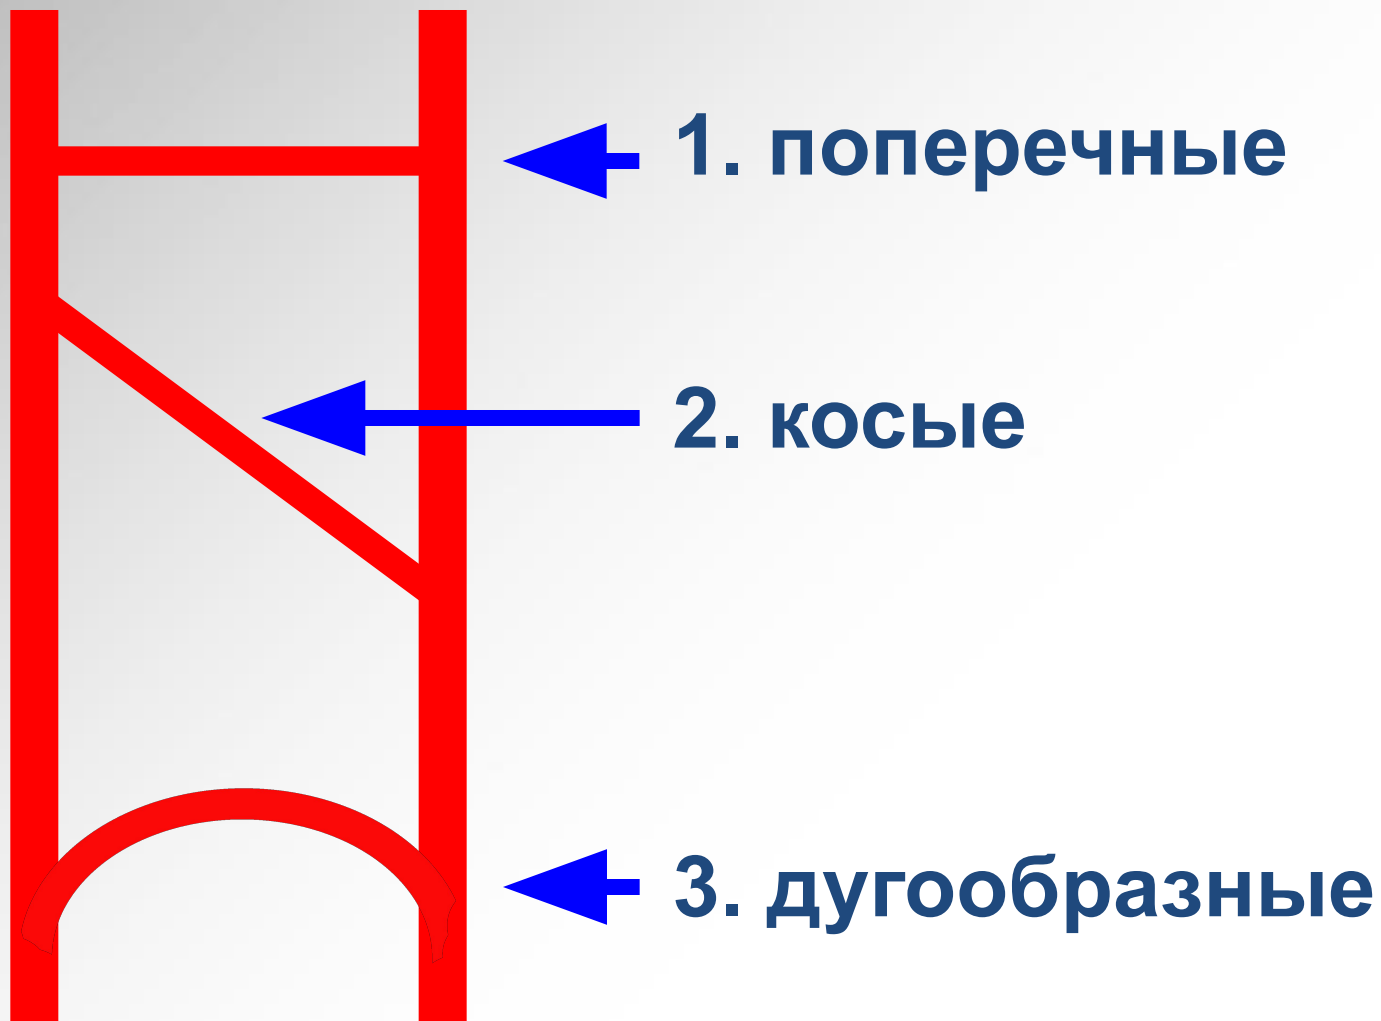 1. поперечные
2. косые
3. дугообразные